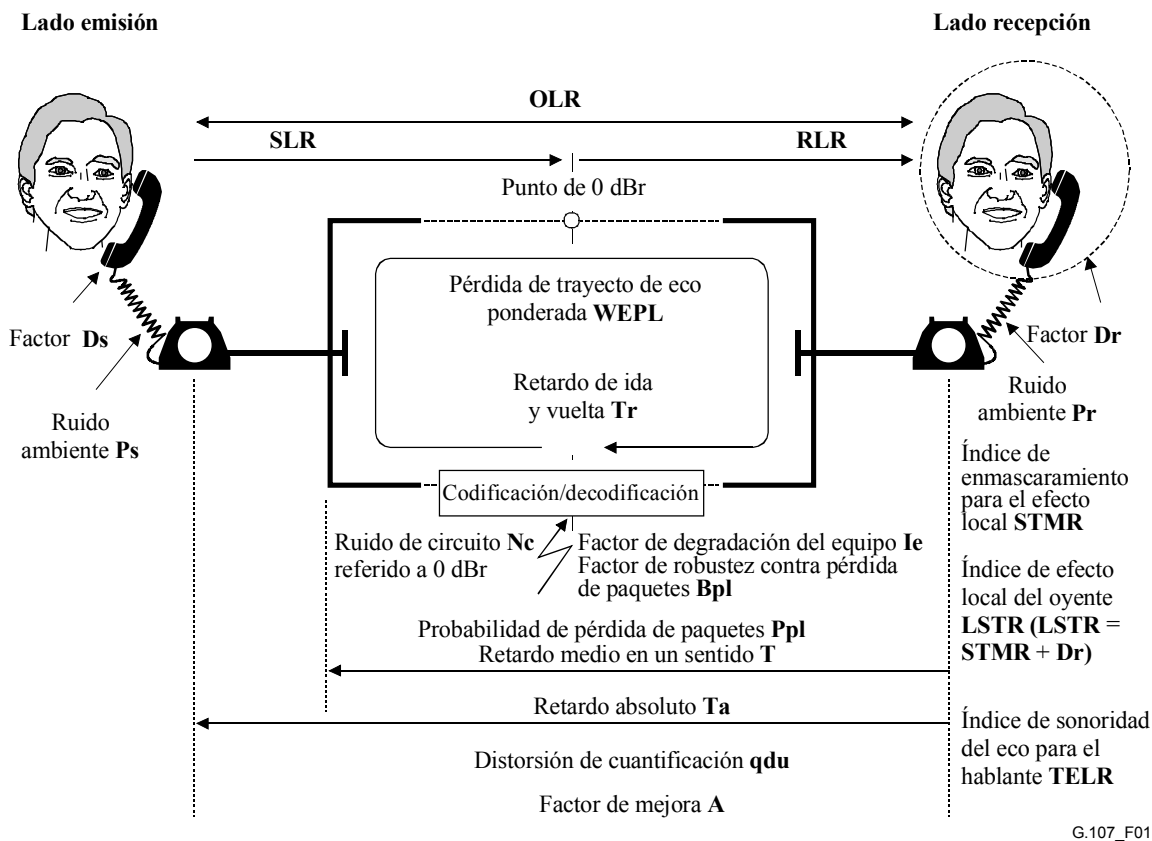 Lado emisión
Lado recepción
OLR
SLR
RLR
Punto de 0 dBr
Pérdida de trayecto de eco
ponderada WEPL
Factor Ds
Factor Dr
Retardo de ida
y vuelta Tr
Ruido
ambiente Ps
Ruido
ambiente Pr
Codificación/decodificación
Índice de
enmascaramiento
para el efecto
local STMR
Ruido de circuito Nc
referido a 0 dBr
Factor de degradación del equipo Ie
Factor de robustez contra pérdida
de paquetes Bpl
Índice de efecto
local del oyente
LSTR (LSTR =
STMR + Dr)
Probabilidad de pérdida de paquetes Ppl
Retardo medio en un sentido T
Retardo absoluto Ta
Índice de sonoridad
del eco para el
hablante TELR
Distorsión de cuantificación qdu
Factor de mejora A
G.107_F01